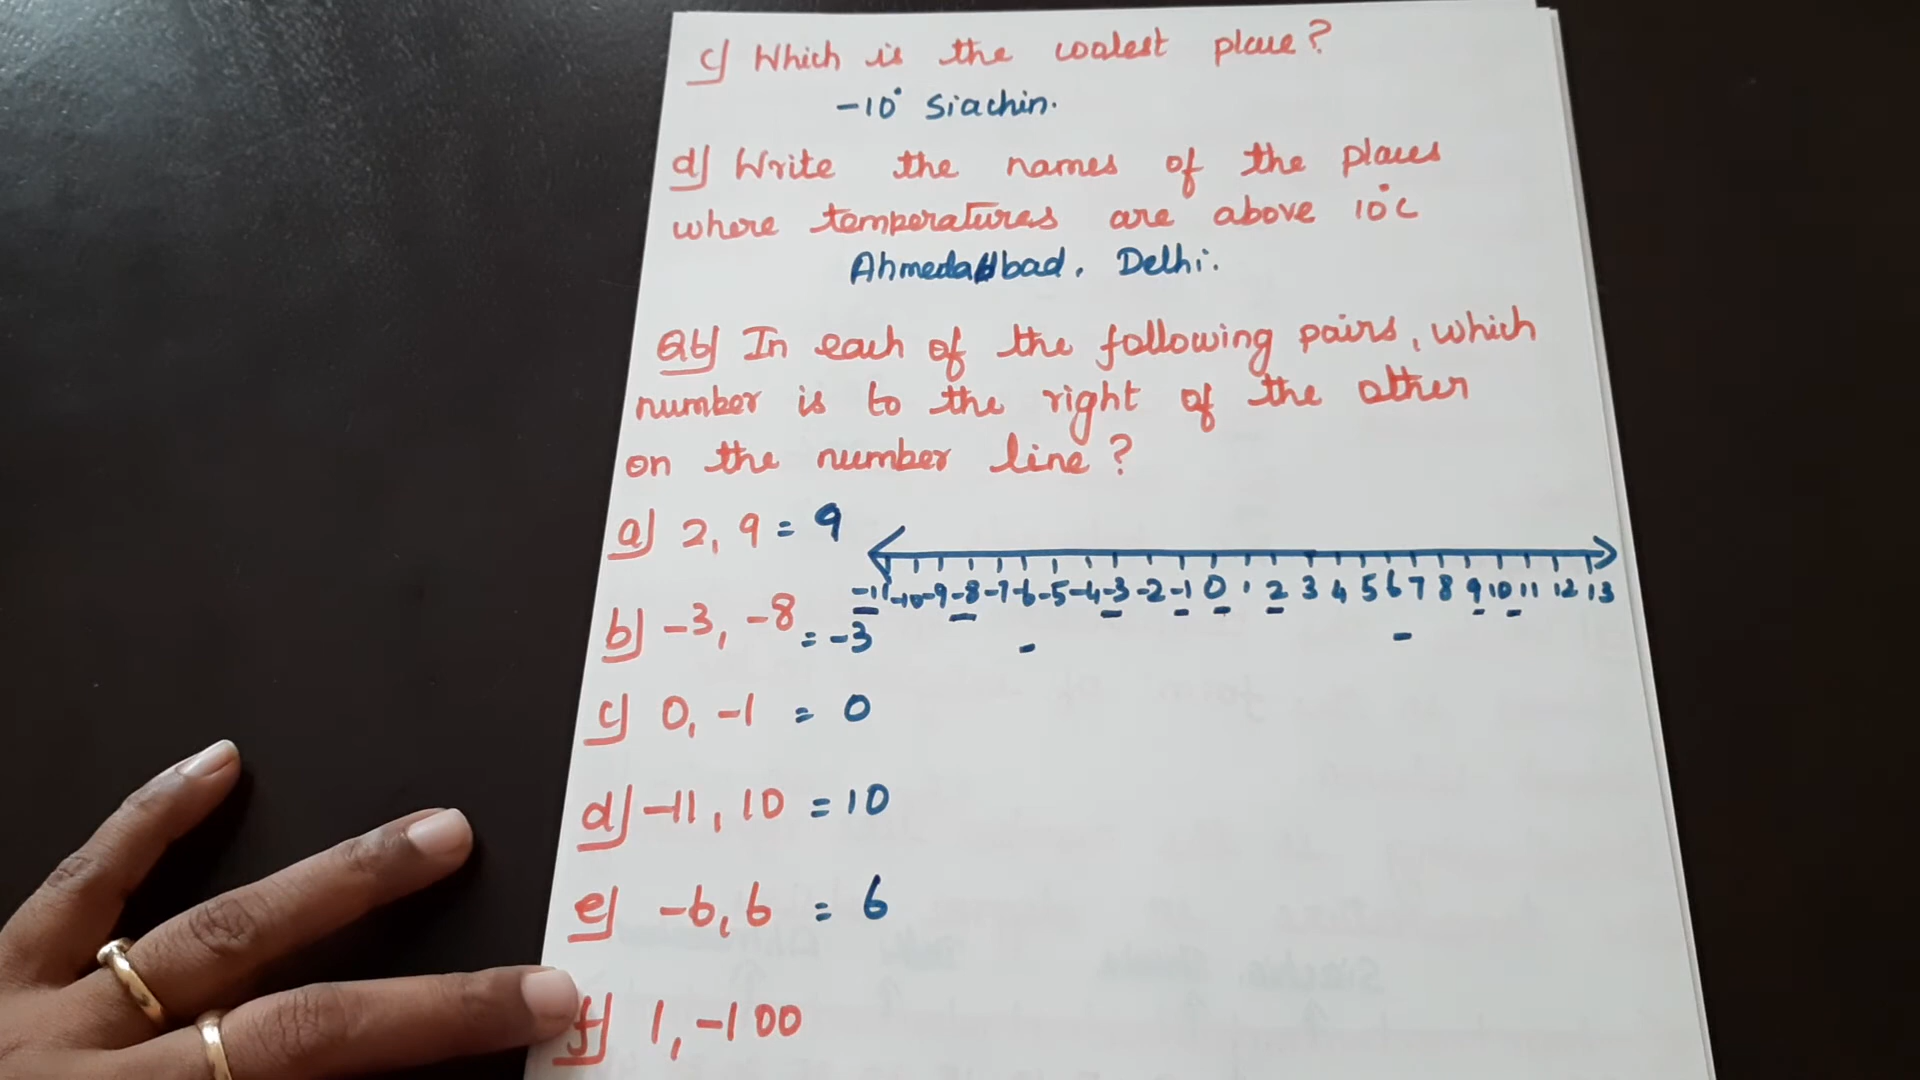 c) Which is the coolest place?
-10° Siachin.
d) Write the names of the places
where temperatures are above 10°C
Ahmedabad, Delhi.
Q6) In each of the following pairs, which
number is to the right of the other
on the number line?
a) 2, 9 = 9
-11 -10 -9 -8 -7 -6 -5 -4 -3 -2 -1 0 1 2 3 4 5 6 7 8 9 10 11 12 13
b) -3, -8 = -3
c) 0, -1 = 0
d) -11, 10 = 10
e) -6, 6 = 6
f) 1, -100